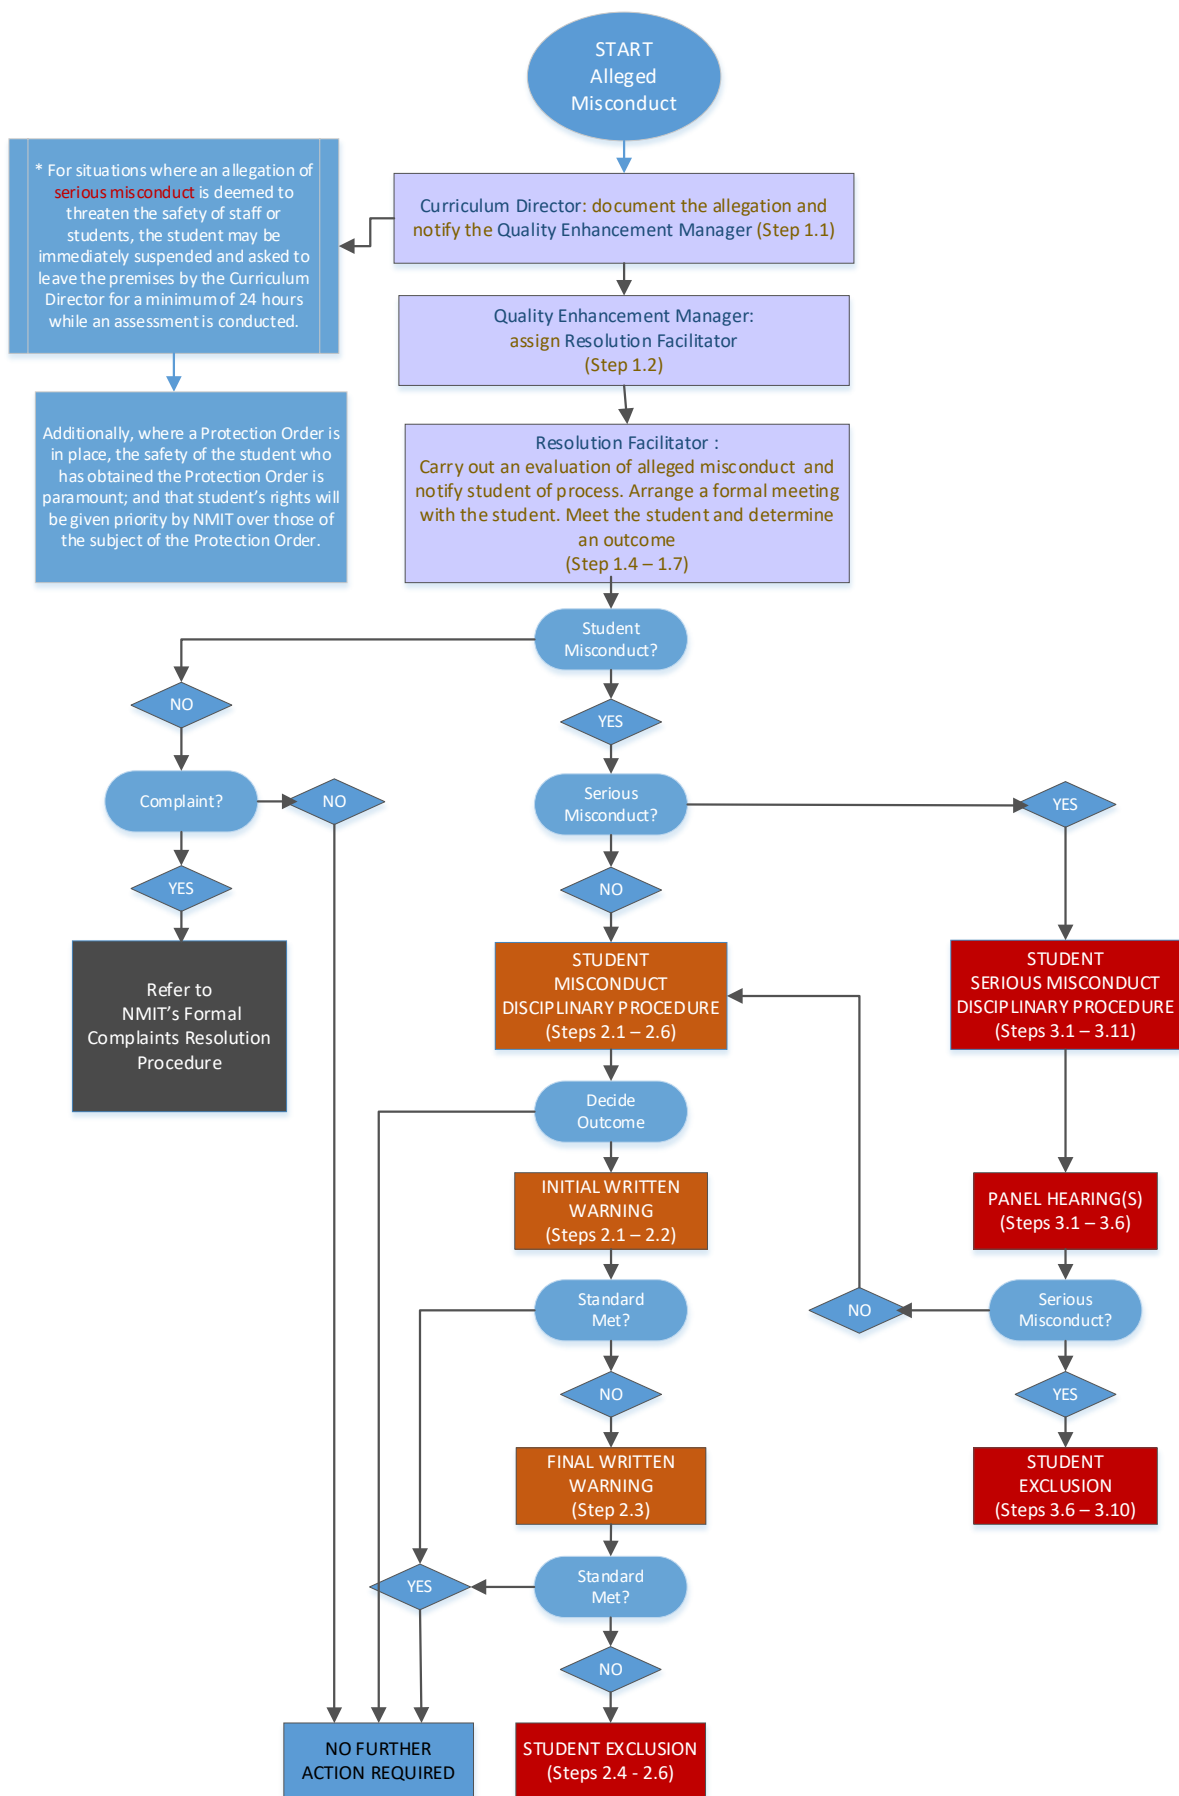 START
Alleged
Misconduct
* For situations where an allegation of
serious misconduct is deemed to
threaten the safety of staff or
students, the student may be
immediately suspended and asked to
leave the premises by the Curriculum
Director for a minimum of 24 hours
while an assessment is conducted.
Curriculum Director: document the allegation and
notify the Quality Enhancement Manager (Step 1.1)
Quality Enhancement Manager:
assign Resolution Facilitator
(Step 1.2)
Additionally, where a Protection Order is
in place, the safety of the student who
has obtained the Protection Order is
paramount; and that student's rights will
be given priority by NMIT over those of
the subject of the Protection Order.
Resolution Facilitator :
Carry out an evaluation of alleged misconduct and
notify student of process. Arrange a formal meeting
with the student. Meet the student and determine
an outcome
(Step 1.4 – 1.7)
Student
Misconduct?
NO
YES
Complaint?
NO
Serious
Misconduct?
YES
YES
NO
Refer to
NMIT's Formal
Complaints Resolution
Procedure
STUDENT
MISCONDUCT
DISCIPLINARY PROCEDURE
(Steps 2.1 – 2.6)
STUDENT
SERIOUS MISCONDUCT
DISCIPLINARY PROCEDURE
(Steps 3.1 – 3.11)
Decide
Outcome
INITIAL WRITTEN
WARNING
(Steps 2.1 – 2.2)
PANEL HEARING(S)
(Steps 3.1 – 3.6)
Standard
Met?
NO
Serious
Misconduct?
NO
YES
FINAL WRITTEN
WARNING
(Step 2.3)
STUDENT
EXCLUSION
(Steps 3.6 – 3.10)
YES
Standard
Met?
NO
NO FURTHER
ACTION REQUIRED
STUDENT EXCLUSION
(Steps 2.4 - 2.6)